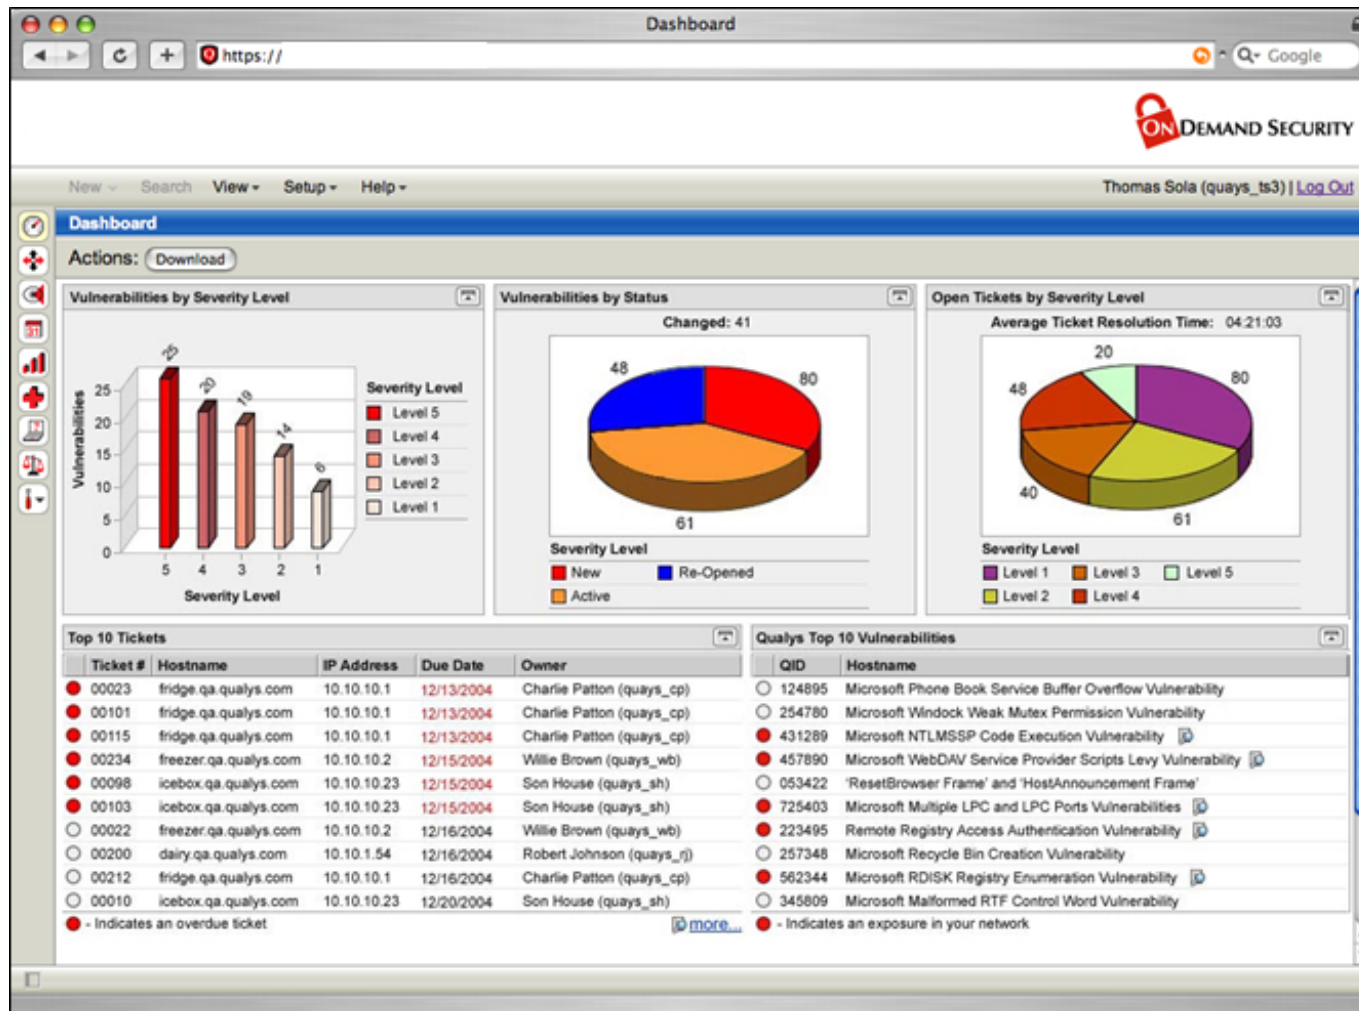 Dashboard
https://
Google
ON DEMAND SECURITY
New Search View Setup Help Thomas Sola (quays_ts3) | Log Out
Dashboard
Actions: Download
Vulnerabilities by Severity Level
25
20
19
14
6
Vulnerabilities
25
20
15
10
5
0
5 4 3 2 1
Severity Level
Severity Level
Level 5
Level 4
Level 3
Level 2
Level 1
Vulnerabilities by Status
Changed: 41
48
80
61
Severity Level
New Re-Opened
Active
Open Tickets by Severity Level
Average Ticket Resolution Time: 04:21:03
20
48
80
40
61
Severity Level
Level 1 Level 3 Level 5
Level 2 Level 4
Top 10 Tickets
Ticket # Hostname IP Address Due Date Owner
00023 fridge.qa.qualys.com 10.10.10.1 12/13/2004 Charlie Patton (quays_cp)
00101 fridge.qa.qualys.com 10.10.10.1 12/13/2004 Charlie Patton (quays_cp)
00115 fridge.qa.qualys.com 10.10.10.1 12/13/2004 Charlie Patton (quays_cp)
00234 freezer.qa.qualys.com 10.10.10.2 12/15/2004 Willie Brown (quays_wb)
00098 icebox.qa.qualys.com 10.10.10.23 12/15/2004 Son House (quays_sh)
00103 icebox.qa.qualys.com 10.10.10.23 12/15/2004 Son House (quays_sh)
00022 freezer.qa.qualys.com 10.10.10.2 12/16/2004 Willie Brown (quays_wb)
00200 dairy.qa.qualys.com 10.10.1.54 12/16/2004 Robert Johnson (quays_rj)
00212 fridge.qa.qualys.com 10.10.10.1 12/16/2004 Charlie Patton (quays_cp)
00010 icebox.qa.qualys.com 10.10.10.23 12/20/2004 Son House (quays_sh)
- Indicates an overdue ticket more...
Qualys Top 10 Vulnerabilities
QID Hostname
124895 Microsoft Phone Book Service Buffer Overflow Vulnerability
254780 Microsoft Windock Weak Mutex Permission Vulnerability
431289 Microsoft NTLMSSP Code Execution Vulnerability
457890 Microsoft WebDAV Service Provider Scripts Levy Vulnerability
053422 'ResetBrowser Frame' and 'HostAnnouncement Frame'
725403 Microsoft Multiple LPC and LPC Ports Vulnerabilities
223495 Remote Registry Access Authentication Vulnerability
257348 Microsoft Recycle Bin Creation Vulnerability
562344 Microsoft RDISK Registry Enumeration Vulnerability
345809 Microsoft Malformed RTF Control Word Vulnerability
- Indicates an exposure in your network